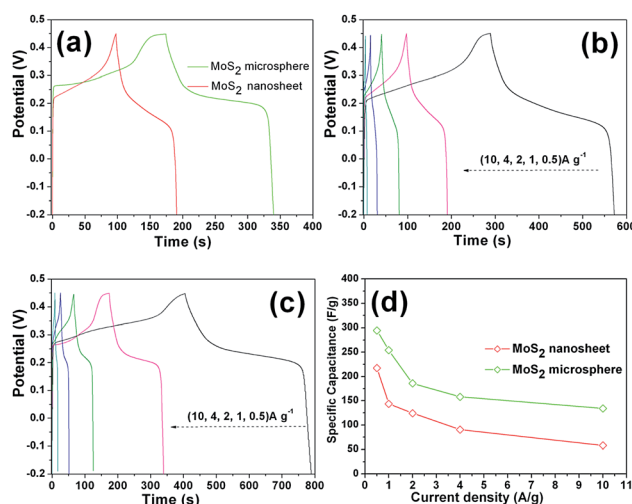 (a)
MoS2 microsphere
MoS2 nanosheet
Potential (V)
0.5
0.4
0.3
0.2
0.1
0.0
-0.1
-0.2
0 50 100 150 200 250 300 350 400
Time (s)
(b)
(10, 4, 2, 1, 0.5)A g-1
Potential (V)
0.5
0.4
0.3
0.2
0.1
0.0
-0.1
-0.2
0 100 200 300 400 500 600
Time (s)
(c)
(10, 4, 2, 1, 0.5)A g-1
Potential (V)
0.5
0.4
0.3
0.2
0.1
0.0
-0.1
-0.2
0 100 200 300 400 500 600 700 800
Time (s)
(d)
MoS2 nanosheet
MoS2 microsphere
Specific Capacitance (F/g)
400
350
300
250
200
150
100
50
0
0 1 2 3 4 5 6 7 8 9 10 11
Current density (A/g)